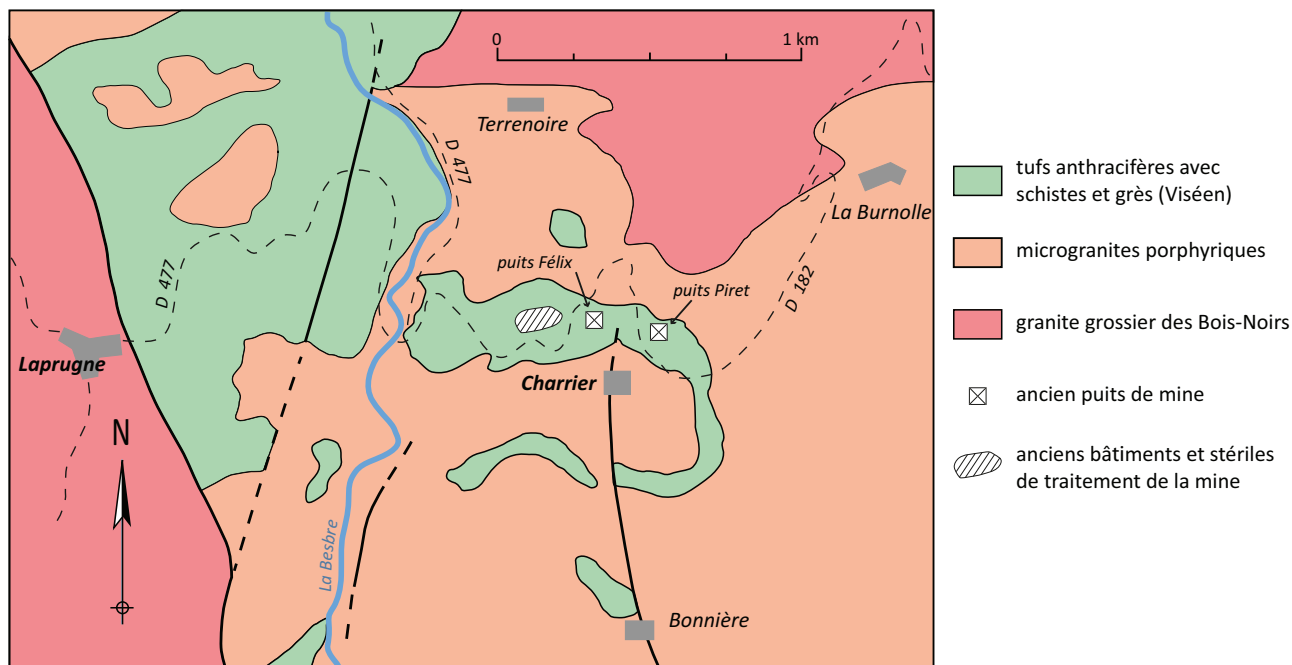 0
1 km
Terrenoire
D 477
La Burnolle
puits Félix
puits Piret
D 477
D 182
Laprugne
Charrier
N
La Besbre
Bonnière
tufs anthracifères avec
schistes et grès (Viséen)
microgranites porphyriques
granite grossier des Bois-Noirs
ancien puits de mine
anciens bâtiments et stériles
de traitement de la mine